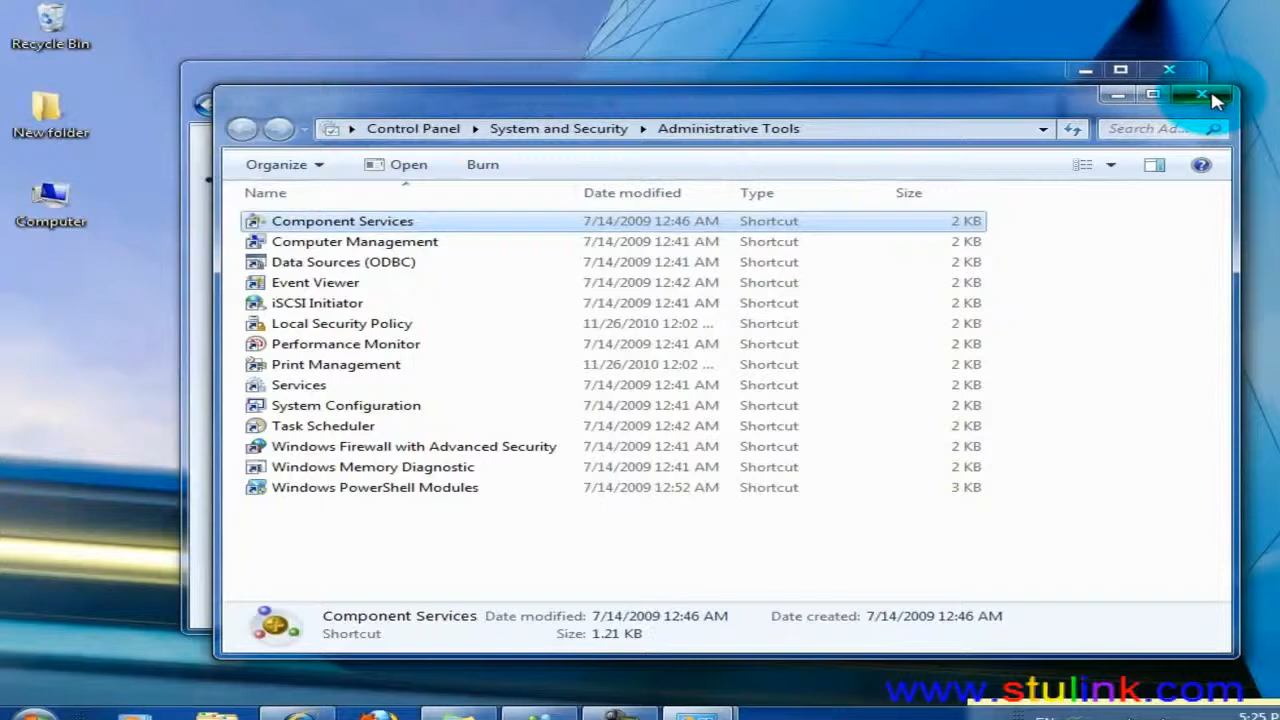 Recycle Bin
New folder
Computer
Control Panel System and Security Administrative Tools
Search Ad...
Organize Open Burn
Name Date modified Type Size
Component Services 7/14/2009 12:46 AM Shortcut 2 KB
Computer Management 7/14/2009 12:41 AM Shortcut 2 KB
Data Sources (ODBC) 7/14/2009 12:41 AM Shortcut 2 KB
Event Viewer 7/14/2009 12:42 AM Shortcut 2 KB
iSCSI Initiator 7/14/2009 12:41 AM Shortcut 2 KB
Local Security Policy 11/26/2010 12:02 ... Shortcut 2 KB
Performance Monitor 7/14/2009 12:41 AM Shortcut 2 KB
Print Management 11/26/2010 12:02 ... Shortcut 2 KB
Services 7/14/2009 12:41 AM Shortcut 2 KB
System Configuration 7/14/2009 12:41 AM Shortcut 2 KB
Task Scheduler 7/14/2009 12:42 AM Shortcut 2 KB
Windows Firewall with Advanced Security 7/14/2009 12:41 AM Shortcut 2 KB
Windows Memory Diagnostic 7/14/2009 12:41 AM Shortcut 2 KB
Windows PowerShell Modules 7/14/2009 12:52 AM Shortcut 3 KB
Component Services Date modified: 7/14/2009 12:46 AM Date created: 7/14/2009 12:46 AM
Shortcut Size: 1.21 KB
www.stulink.com
5:25 P